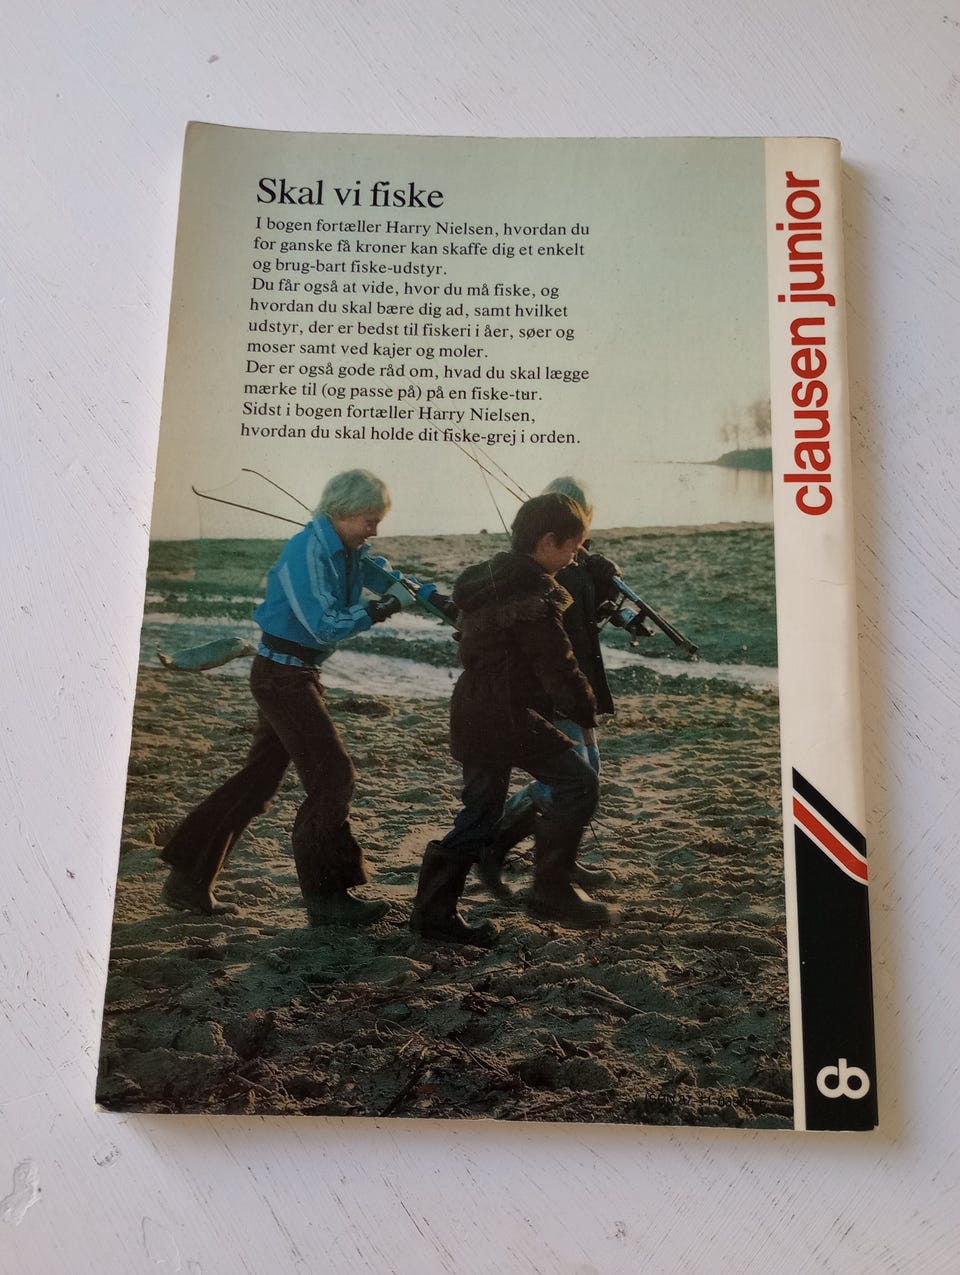 Skal vi fiske
I bogen fortæller Harry Nielsen, hvordan du
for ganske få kroner kan skaffe dig et enkelt
og brug-bart fiske-udstyr.
Du får også at vide, hvor du må fiske, og
hvordan du skal bære dig ad, samt hvilket
udstyr, der er bedst til fiskeri i åer, søer og
moser samt ved kajer og moler.
Der er også gode råd om, hvad du skal lægge
mærke til (og passe på) på en fiske-tur.
Sidst i bogen fortæller Harry Nielsen,
hvordan du skal holde dit fiske-grej i orden.
clausen junior
ISBN